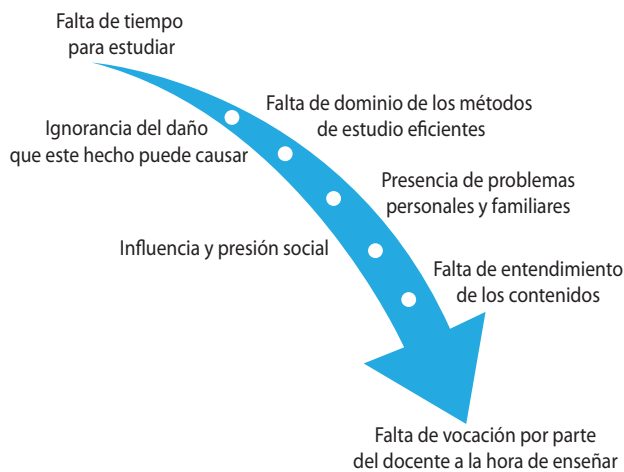 Falta de tiempo
para estudiar
Falta de dominio de los métodos
de estudio eficientes
Ignorancia del daño
que este hecho puede causar
Presencia de problemas
personales y familiares
Influencia y presión social
Falta de entendimiento
de los contenidos
Falta de vocación por parte
del docente a la hora de enseñar